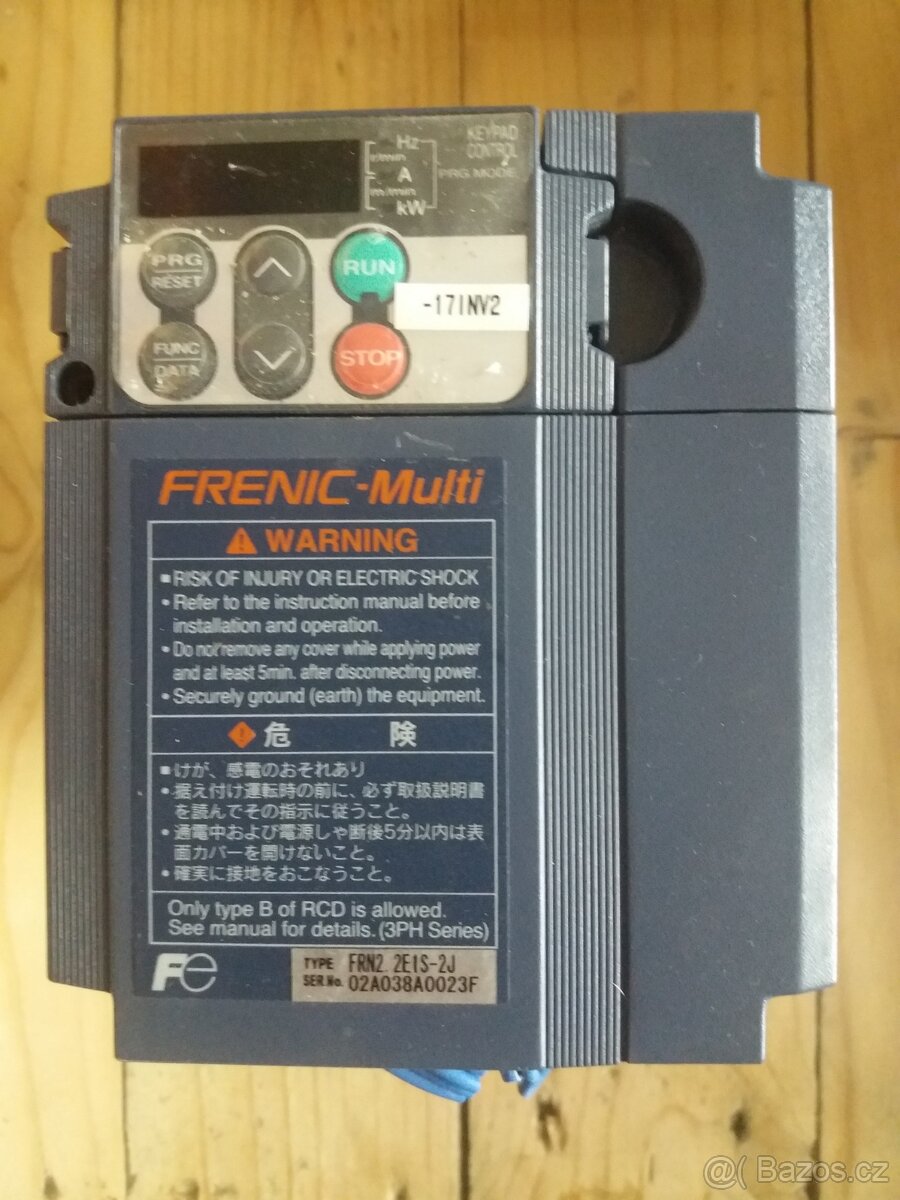 Hz
r/min
A
m/min
kW
KEYPAD
CONTROL
PRG.MODE
PRG
RESET
RUN
-17INV2
FUNC
DATA
STOP
FRENIC-Multi
WARNING
■ RISK OF INJURY OR ELECTRIC SHOCK
• Refer to the instruction manual before
installation and operation.
• Do not remove any cover while applying power
and at least 5min. after disconnecting power.
• Securely ground (earth) the equipment.
危 険
■ けが、感電のおそれあり
• 据え付け運転時の前に、必ず取扱説明書
を読んでその指示に従うこと。
• 通電中および電源しゃ断後5分以内は表
面カバーを開けないこと。
• 確実に接地をおこなうこと。
Only type B of RCD is allowed.
See manual for details. (3PH Series)
Fe
TYPE FRN2.2E1S-2J
SER.No. 02A038A0023F
@( Bazos.cz